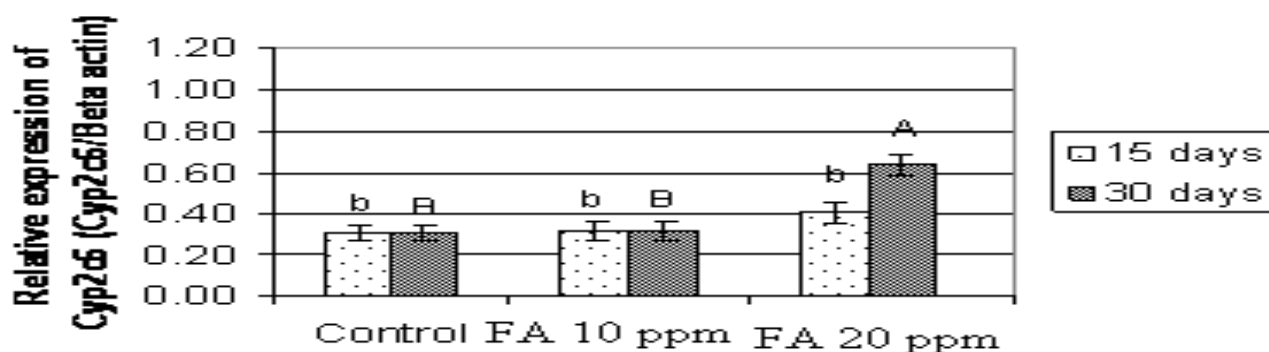 Relative expression of
Cyp2c6 (Cyp2c6/Beta actin)
1.20
1.00
0.80
0.60
0.40
0.20
0.00
b
B
b
B
b
A
Control
FA 10 ppm
FA 20 ppm
15 days
30 days